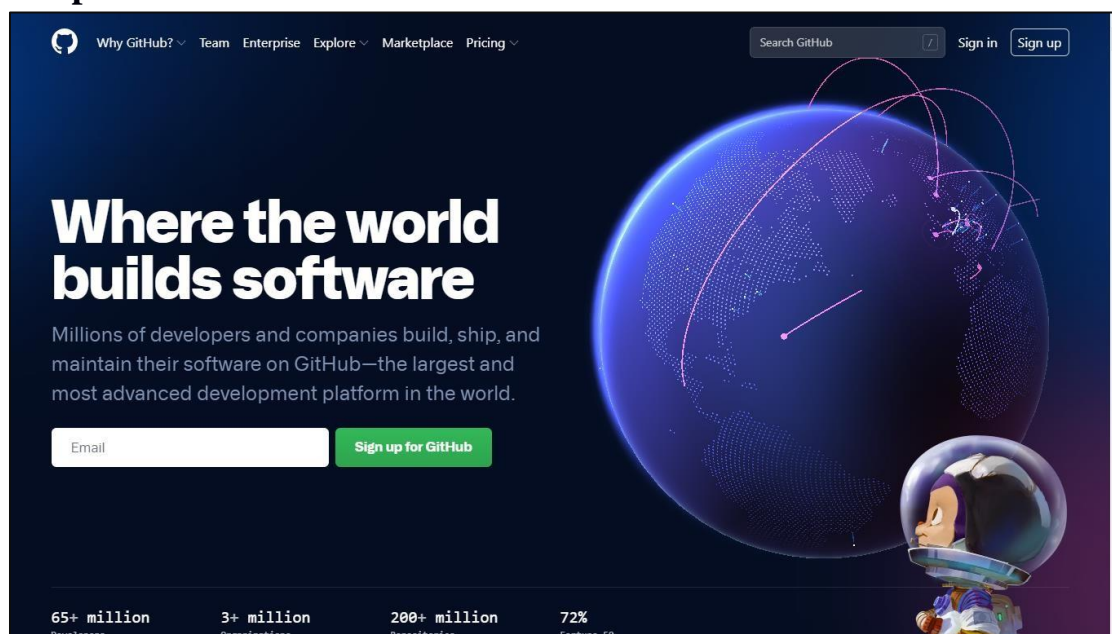 Why GitHub? Team Enterprise Explore Marketplace Pricing Search GitHub / Sign in Sign up
Where the world
builds software
Millions of developers and companies build, ship, and
maintain their software on GitHub—the largest and
most advanced development platform in the world.
Email Sign up for GitHub
65+ million 3+ million 200+ million 72%